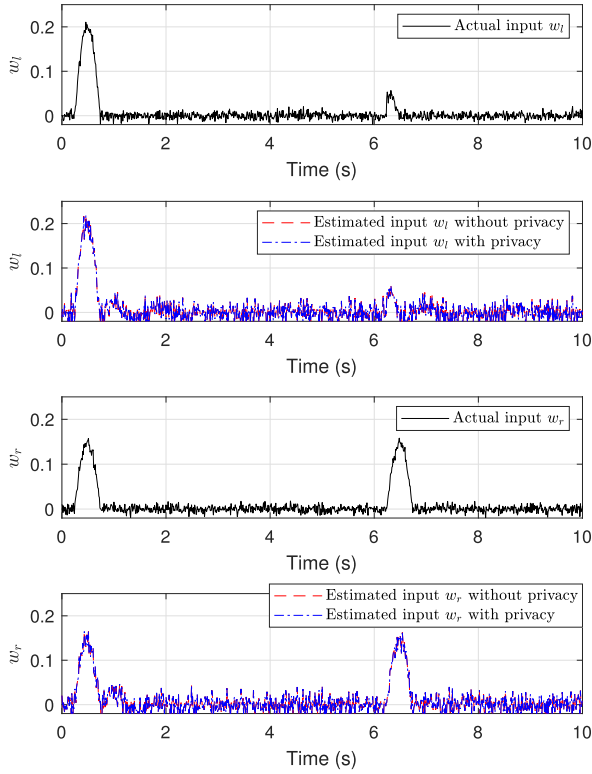 Actual input w_l
0.2
0.1
0
w_l
0 2 4 6 8 10
Time (s)
Estimated input w_l without privacy
Estimated input w_l with privacy
0.2
0.1
0
w_l
0 2 4 6 8 10
Time (s)
Actual input w_r
0.2
0.1
0
w_r
0 2 4 6 8 10
Time (s)
Estimated input w_r without privacy
Estimated input w_r with privacy
0.2
0.1
0
w_r
0 2 4 6 8 10
Time (s)